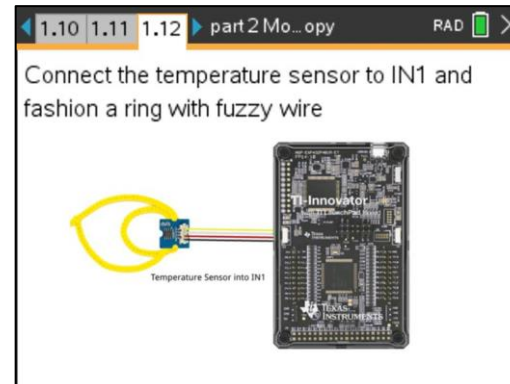 1.10 1.11 1.12 part 2 Mo…opy RAD
Connect the temperature sensor to IN1 and
fashion a ring with fuzzy wire
TI-Innovator
Temperature Sensor into IN1
TEXAS
INSTRUMENTS